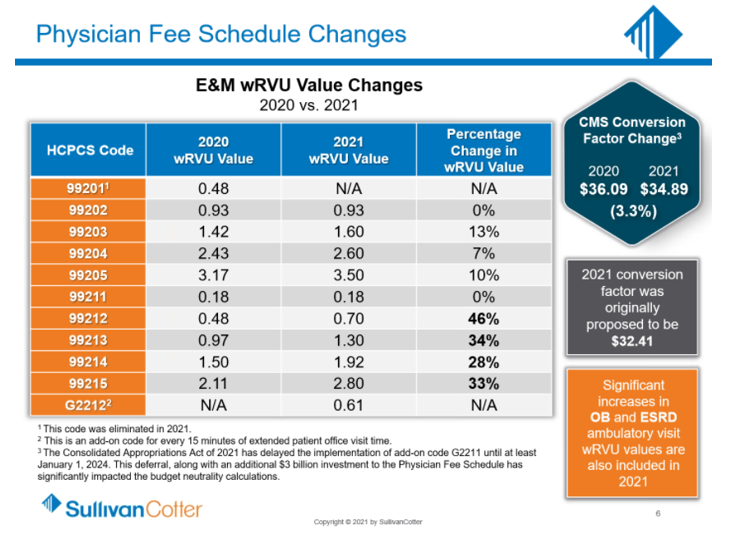 Physician Fee Schedule Changes
E&M wRVU Value Changes
2020 vs. 2021
HCPCS Code 2020 wRVU Value 2021 wRVU Value Percentage Change in wRVU Value
99201¹ 0.48 N/A N/A
99202 0.93 0.93 0%
99203 1.42 1.60 13%
99204 2.43 2.60 7%
99205 3.17 3.50 10%
99211 0.18 0.18 0%
99212 0.48 0.70 46%
99213 0.97 1.30 34%
99214 1.50 1.92 28%
99215 2.11 2.80 33%
G2212² N/A 0.61 N/A
CMS Conversion
Factor Change³
2020 2021
$36.09 $34.89
(3.3%)
2021 conversion
factor was
originally
proposed to be
$32.41
Significant
increases in
OB and ESRD
ambulatory visit
wRVU values are
also included in
2021
¹ This code was eliminated in 2021.
² This is an add-on code for every 15 minutes of extended patient office visit time.
³ The Consolidated Appropriations Act of 2021 has delayed the implementation of add-on code G2211 until at least
January 1, 2024. This deferral, along with an additional $3 billion investment to the Physician Fee Schedule has
significantly impacted the budget neutrality calculations.
SullivanCotter
Copyright © 2021 by SullivanCotter
6